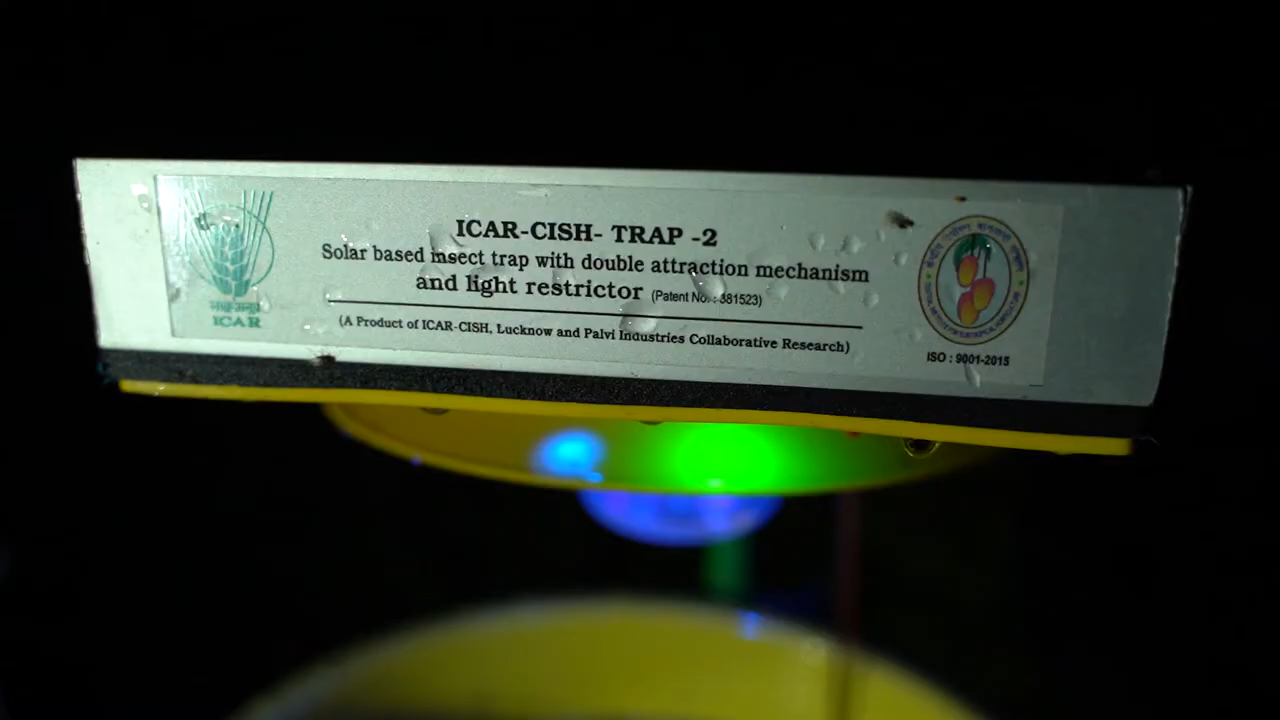 ICAR-CISH- TRAP -2
Solar based insect trap with double attraction mechanism
and light restrictor (Patent No. : 381523)
(A Product of ICAR-CISH, Lucknow and Palvi Industries Collaborative Research)
ICAR
ISO : 9001-2015